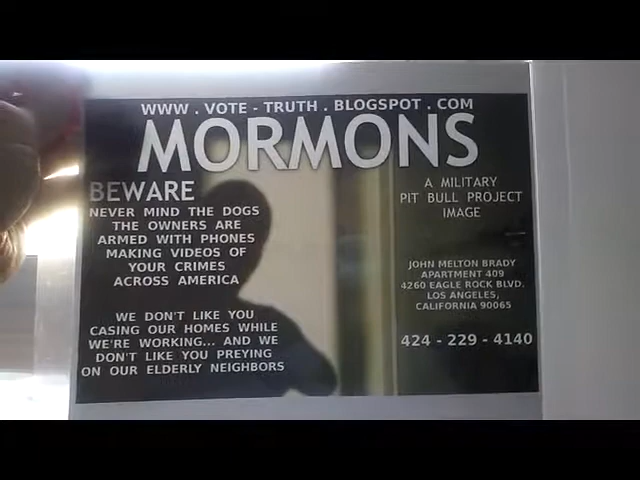 WWW . VOTE - TRUTH . BLOGSPOT . COM
MORMONS
BEWARE
NEVER MIND THE DOGS
THE OWNERS ARE
ARMED WITH PHONES
MAKING VIDEOS OF
YOUR CRIMES
ACROSS AMERICA
WE DON'T LIKE YOU
CASING OUR HOMES WHILE
WE'RE WORKING... AND WE
DON'T LIKE YOU PREYING
ON OUR ELDERLY NEIGHBORS
A MILITARY
PIT BULL PROJECT
IMAGE
JOHN MELTON BRADY
APARTMENT 409
4260 EAGLE ROCK BLVD.
LOS ANGELES,
CALIFORNIA 90065
424 - 229 - 4140